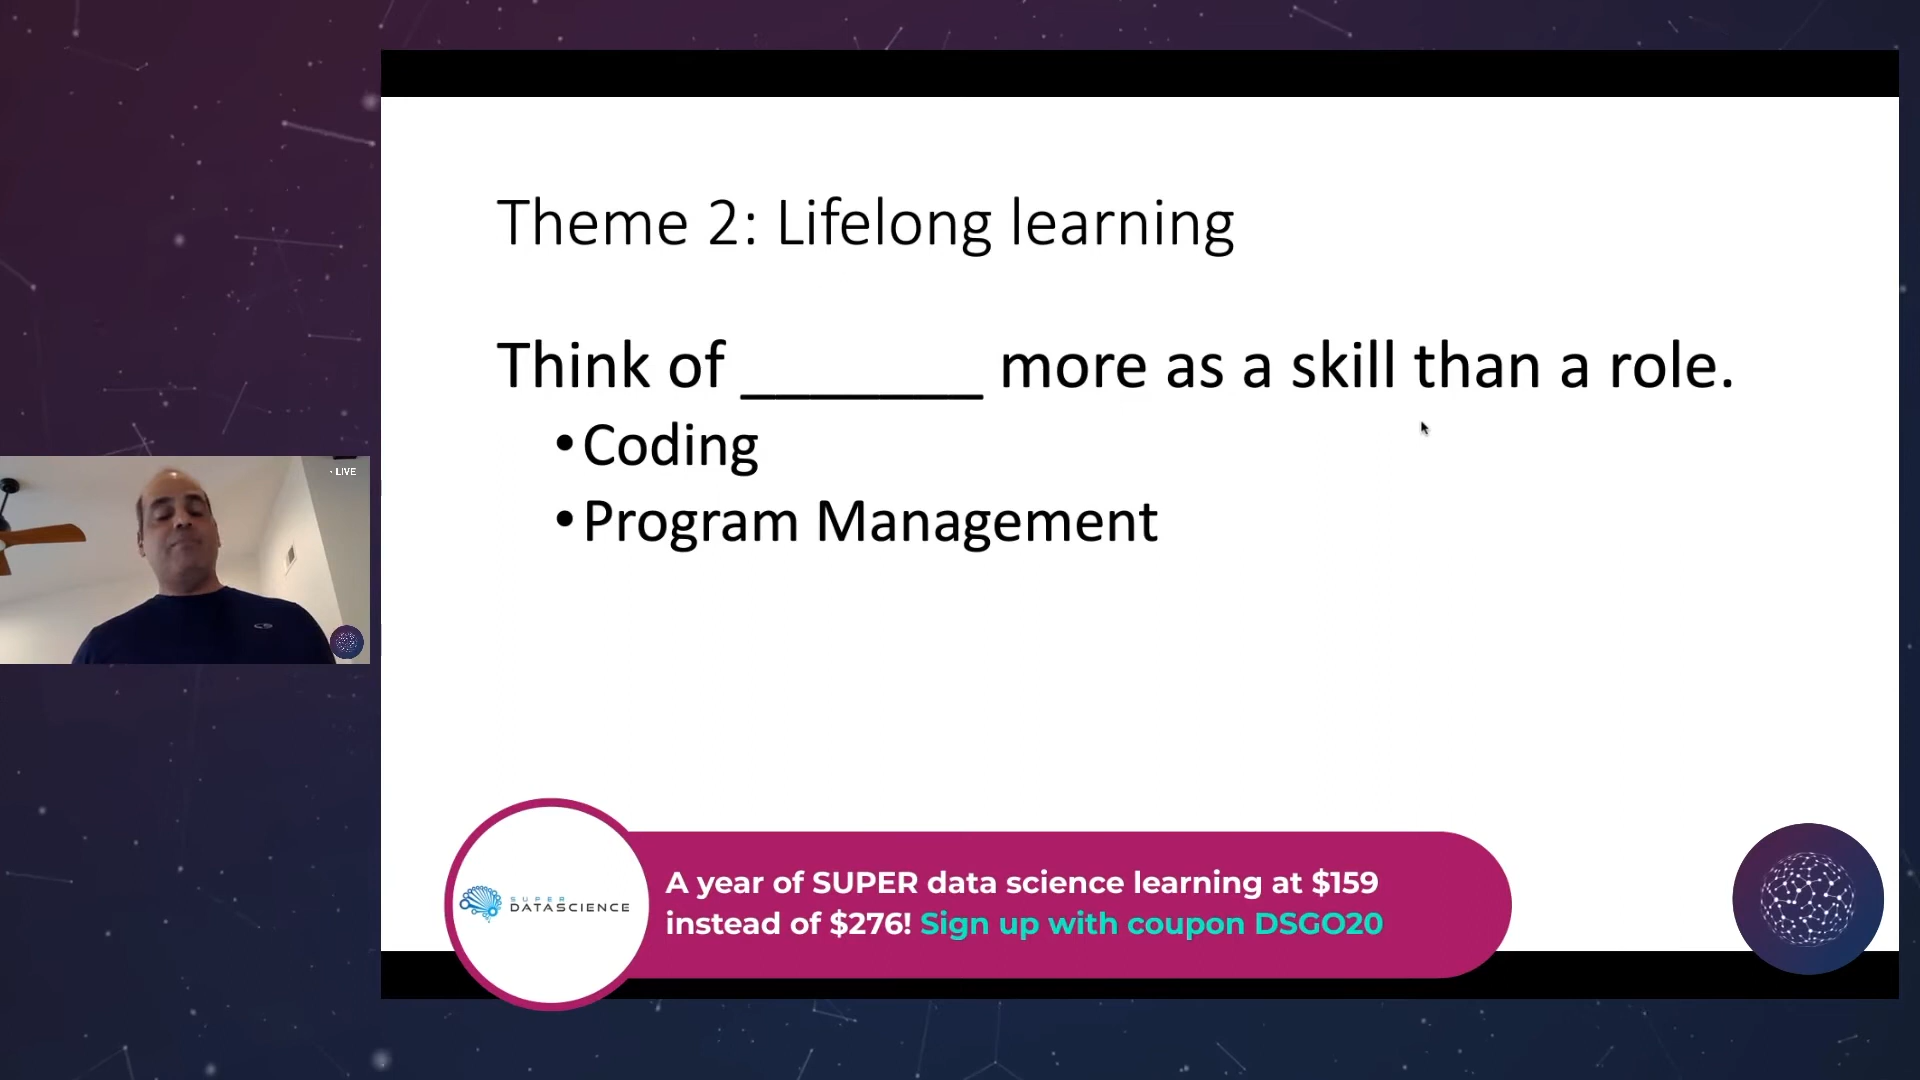 Theme 2: Lifelong learning
Think of _______ more as a skill than a role.
•Coding
•Program Management
• LIVE
SUPER
DATASCIENCE
A year of SUPER data science learning at $159
instead of $276! Sign up with coupon DSGO20